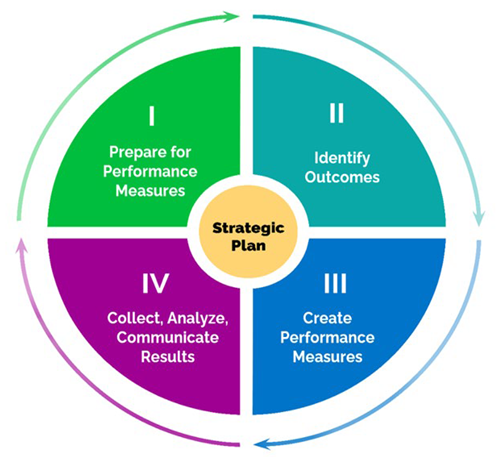 I
Prepare for
Performance
Measures
II
Identify
Outcomes
Strategic
Plan
IV
Collect, Analyze,
Communicate
Results
III
Create
Performance
Measures